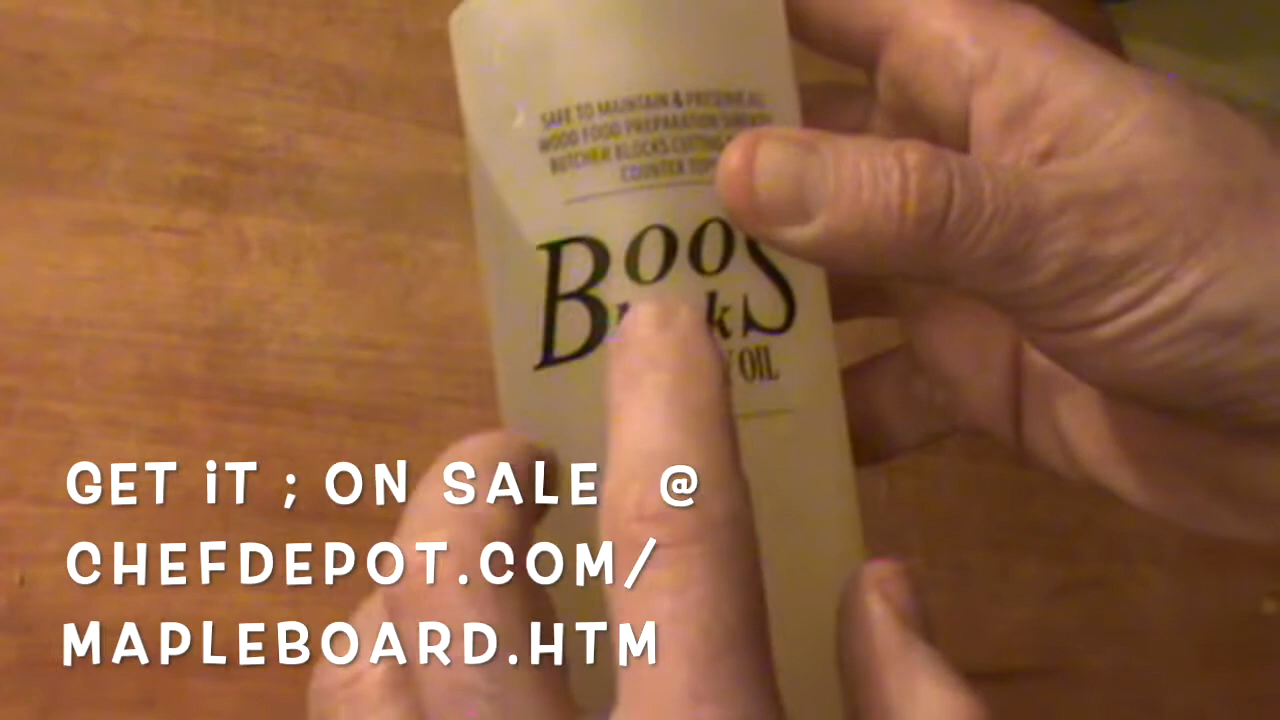 SAFE TO MAINTAIN & PRESERVE ALL
WOOD FOOD PREPARATION
BUTCHER BLOCKS CUTTING
COUNTER TOPS
BOOS
OIL
GET iT ; ON SALE @
CHEFDEPOT.COM/
MAPLEBOARD.HTM